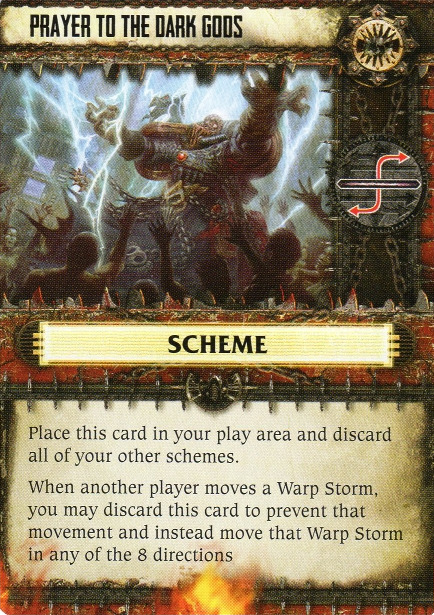 PRAYER TO THE DARK GODS
SCHEME
Place this card in your play area and discard
all of your other schemes.
When another player moves a Warp Storm,
you may discard this card to prevent that
movement and instead move that Warp Storm
in any of the 8 directions